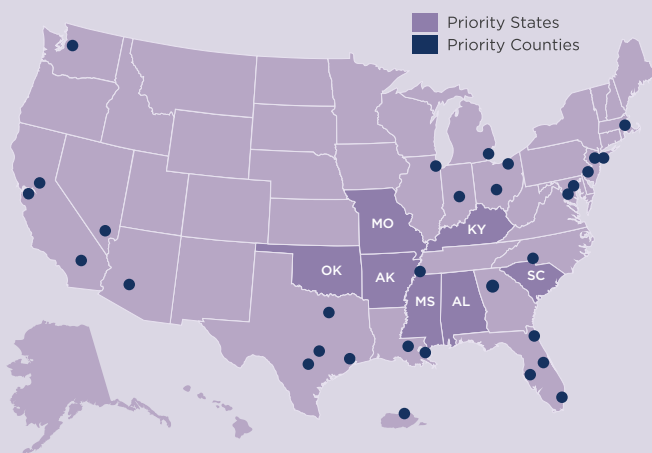 Priority States
Priority Counties
MO
KY
OK
AK
SC
MS
AL